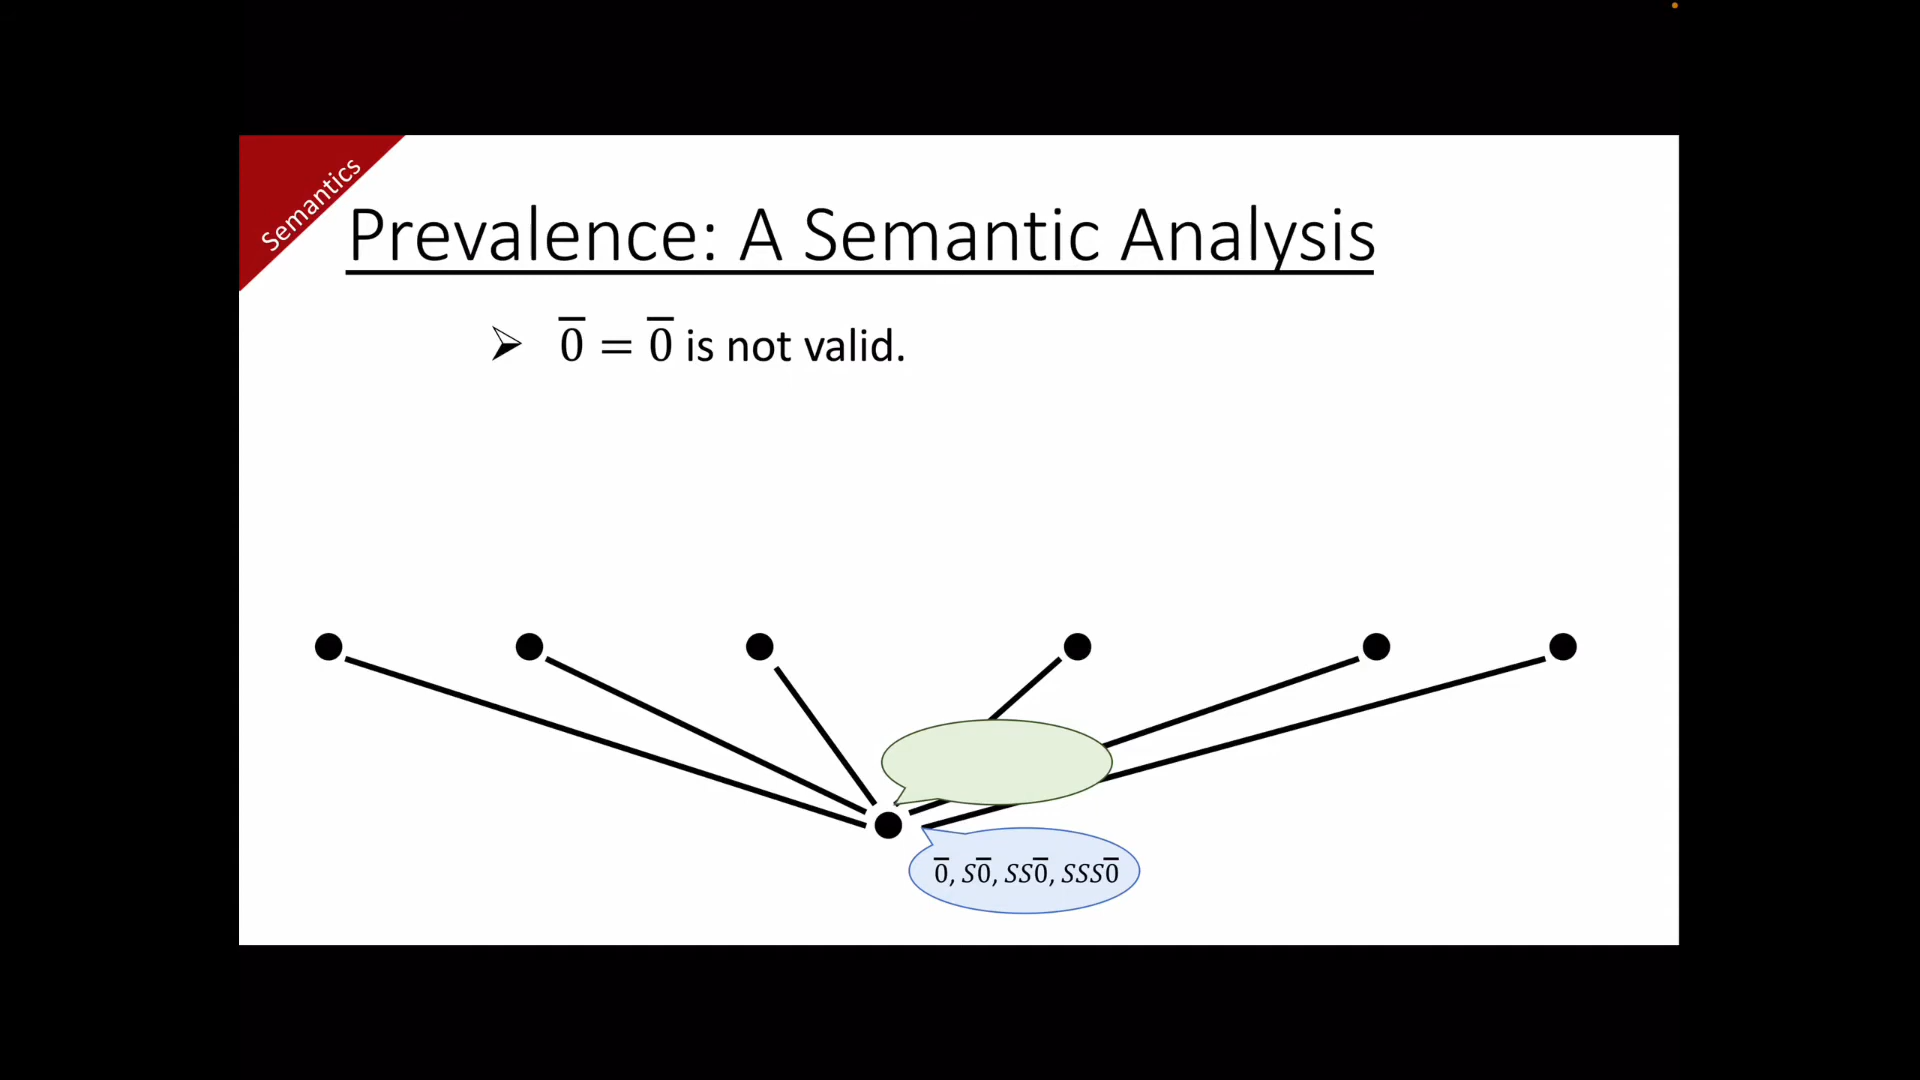 Semantics
Prevalence: A Semantic Analysis
➢ 0̅ = 0̅ is not valid.
0̅, S0̅, SS0̅, SSS0̅